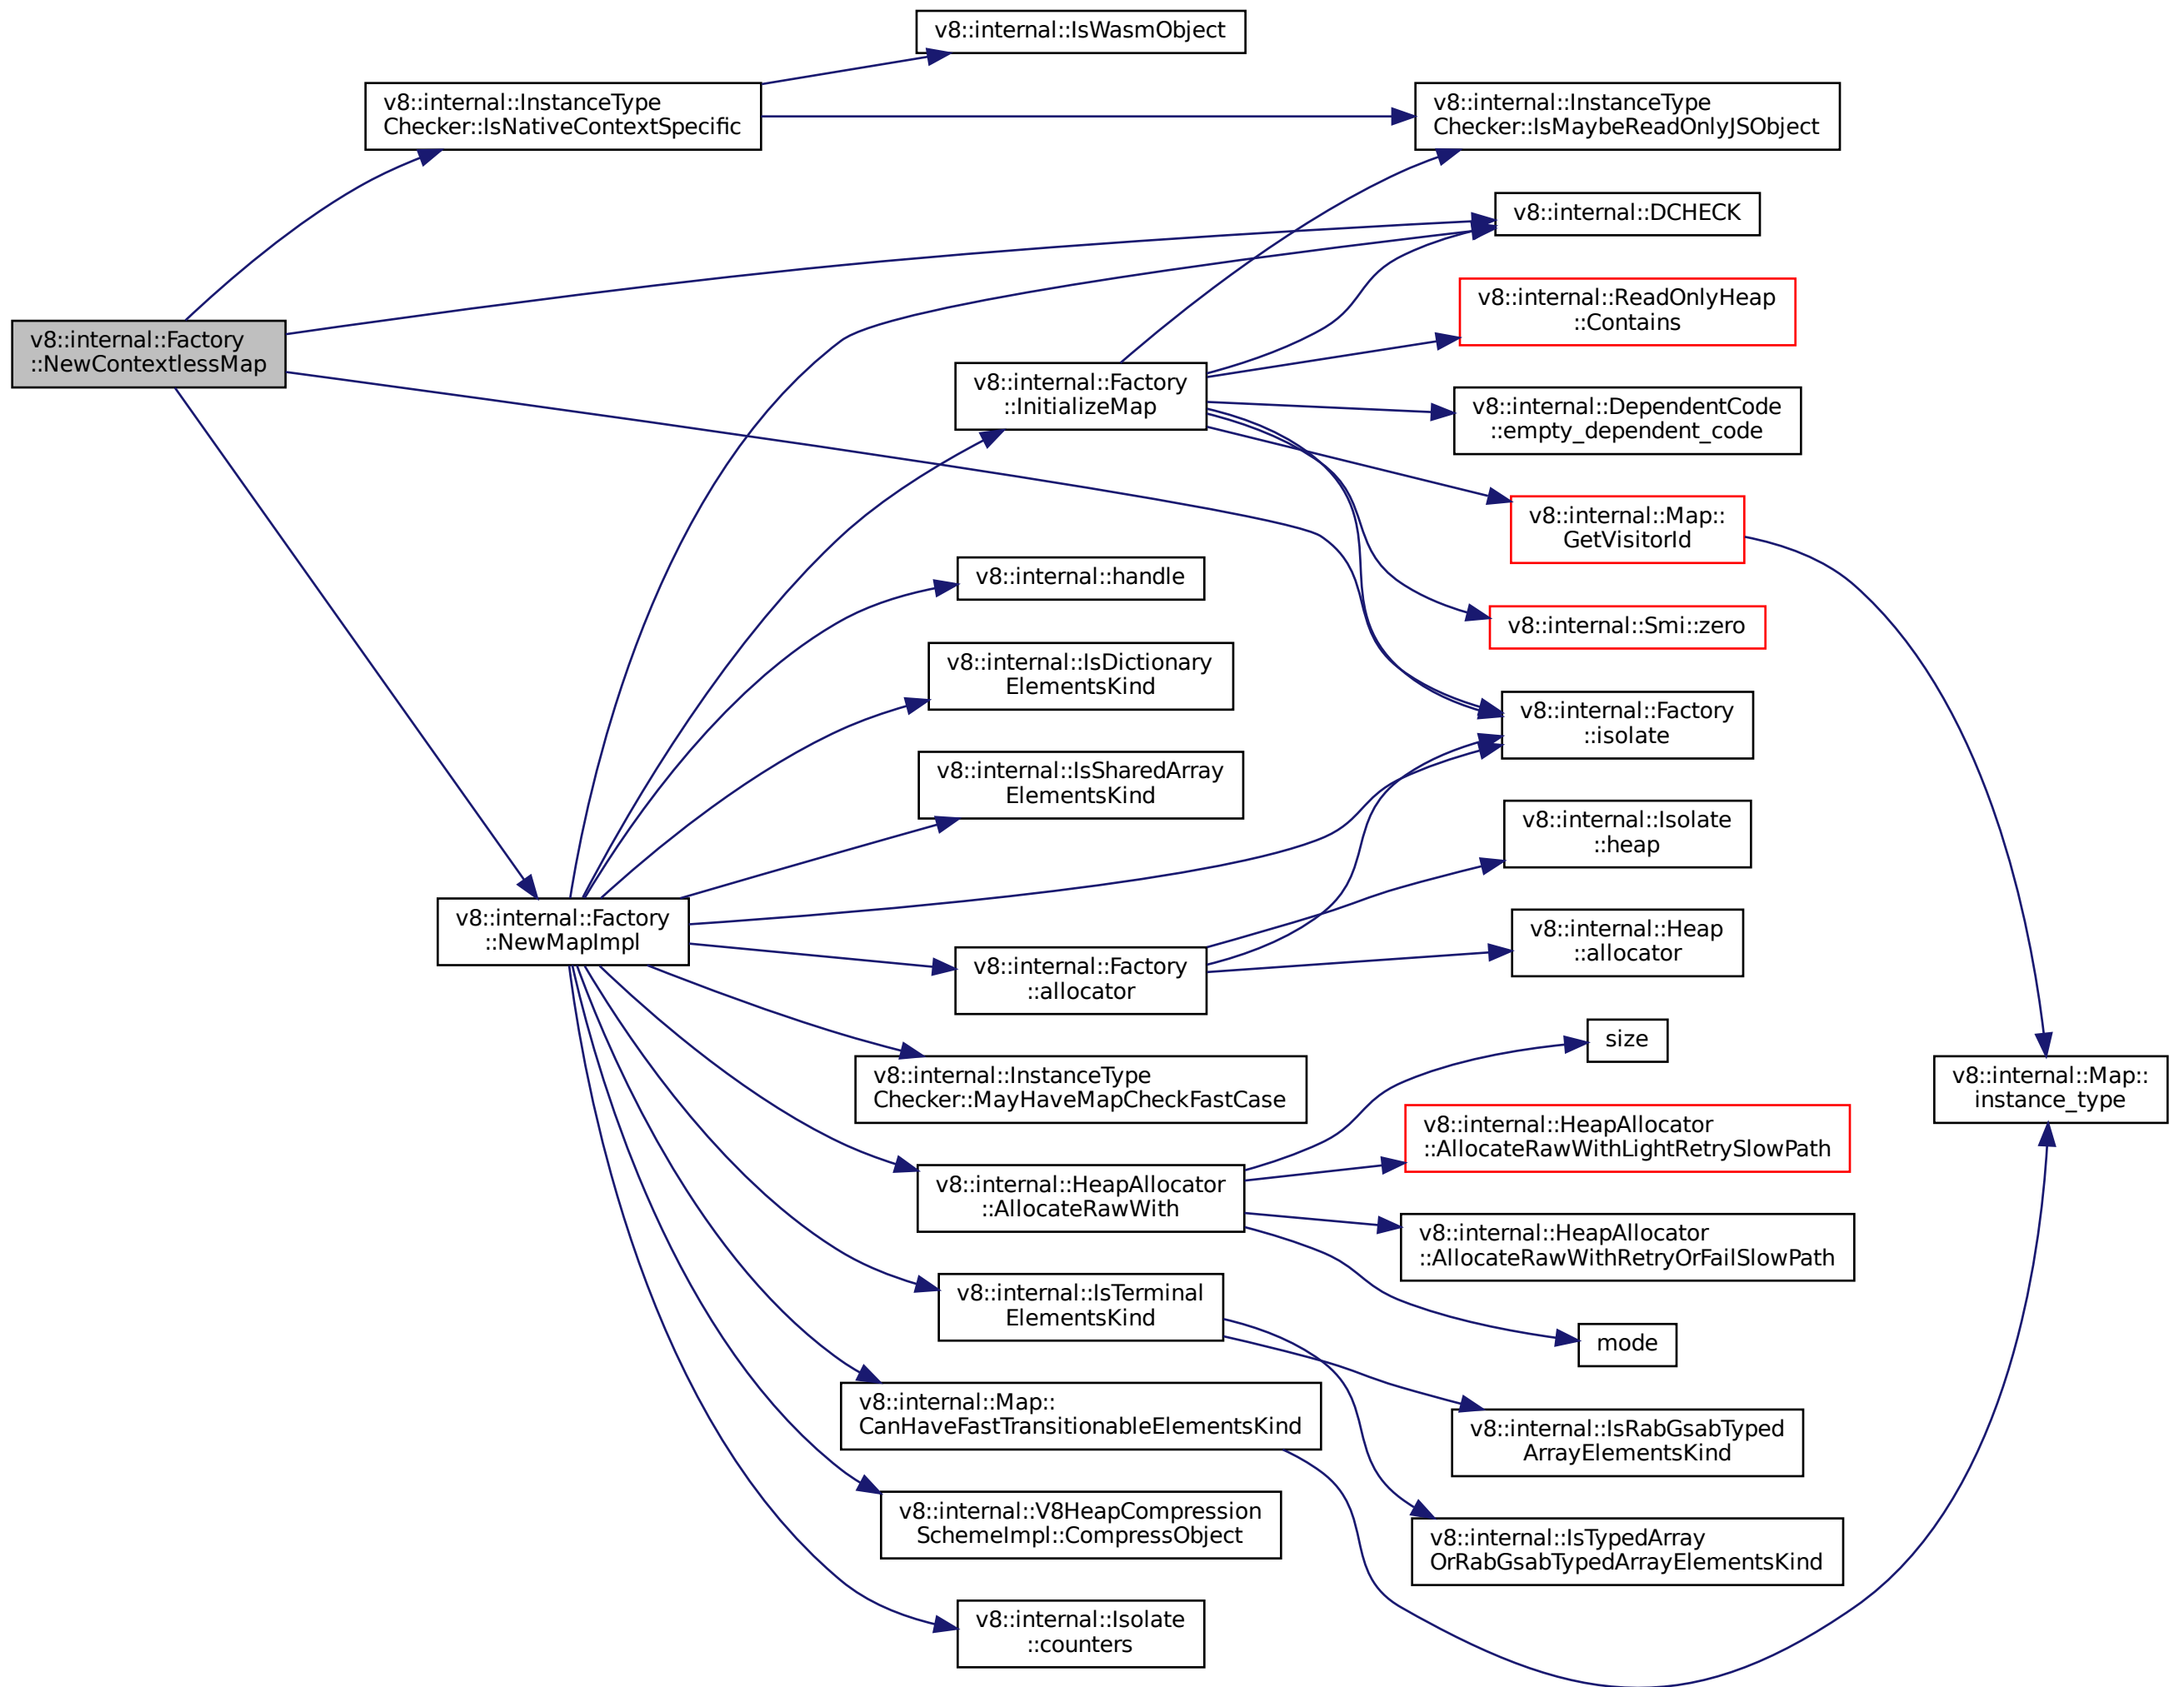 v8::internal::IsWasmObject
v8::internal::InstanceType
Checker::IsNativeContextSpecific
v8::internal::InstanceType
Checker::IsMaybeReadOnlyJSObject
v8::internal::DCHECK
v8::internal::ReadOnlyHeap
::Contains
v8::internal::Factory
::NewContextlessMap
v8::internal::Factory
::InitializeMap
v8::internal::DependentCode
::empty_dependent_code
v8::internal::Map::
GetVisitorId
v8::internal::handle
v8::internal::Smi::zero
v8::internal::IsDictionary
ElementsKind
v8::internal::Factory
::isolate
v8::internal::IsSharedArray
ElementsKind
v8::internal::Isolate
::heap
v8::internal::Factory
::NewMapImpl
v8::internal::Heap
::allocator
v8::internal::Factory
::allocator
size
v8::internal::InstanceType
Checker::MayHaveMapCheckFastCase
v8::internal::Map::
instance_type
v8::internal::HeapAllocator
::AllocateRawWithLightRetrySlowPath
v8::internal::HeapAllocator
::AllocateRawWith
v8::internal::HeapAllocator
::AllocateRawWithRetryOrFailSlowPath
v8::internal::IsTerminal
ElementsKind
mode
v8::internal::Map::
CanHaveFastTransitionableElementsKind
v8::internal::IsRabGsabTyped
ArrayElementsKind
v8::internal::V8HeapCompression
SchemeImpl::CompressObject
v8::internal::IsTypedArray
OrRabGsabTypedArrayElementsKind
v8::internal::Isolate
::counters